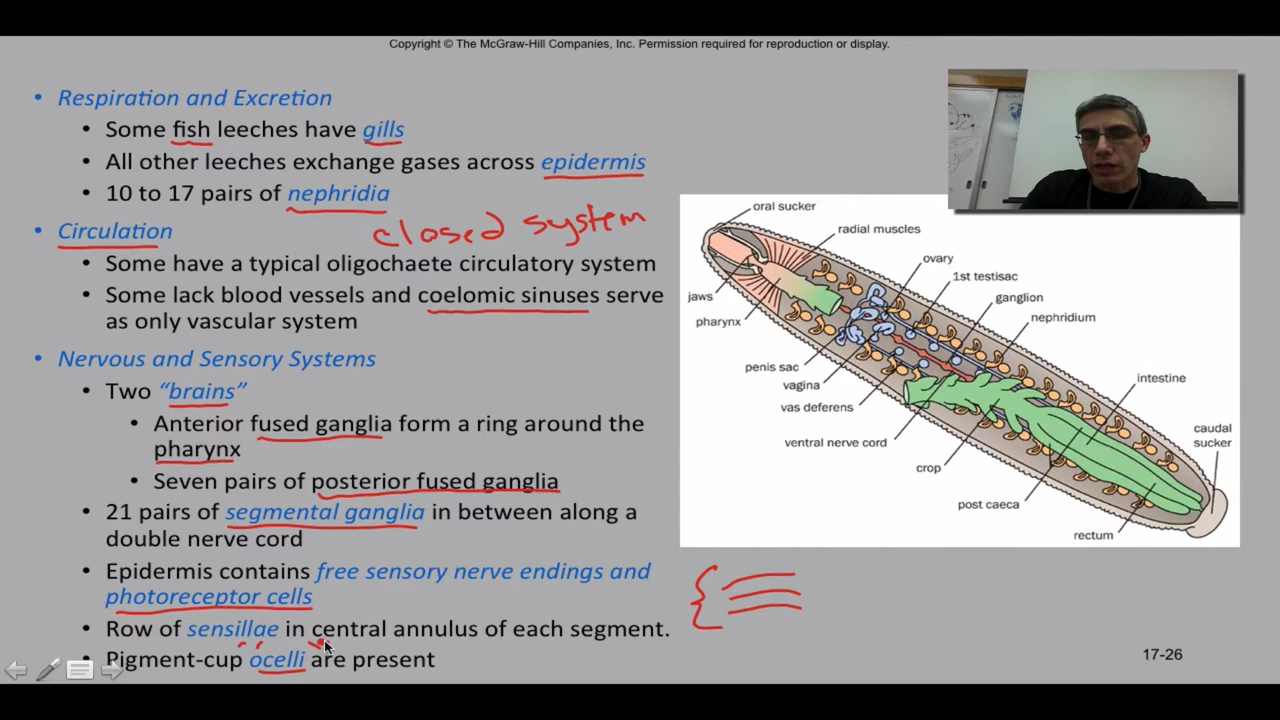 Copyright © The McGraw-Hill Companies, Inc. Permission required for reproduction or display.
• Respiration and Excretion
• Some fish leeches have gills
• All other leeches exchange gases across epidermis
• 10 to 17 pairs of nephridia
• Circulation
closed system
• Some have a typical oligochaete circulatory system
• Some lack blood vessels and coelomic sinuses serve
as only vascular system
• Nervous and Sensory Systems
• Two “brains”
• Anterior fused ganglia form a ring around the
pharynx
• Seven pairs of posterior fused ganglia
• 21 pairs of segmental ganglia in between along a
double nerve cord
• Epidermis contains free sensory nerve endings and
photoreceptor cells
• Row of sensillae in central annulus of each segment.
• Pigment-cup ocelli are present
oral sucker
radial muscles
ovary
1st testisac
ganglion
nephridium
jaws
pharynx
penis sac
vagina
vas deferens
ventral nerve cord
crop
post caeca
rectum
intestine
caudal
sucker
17-26